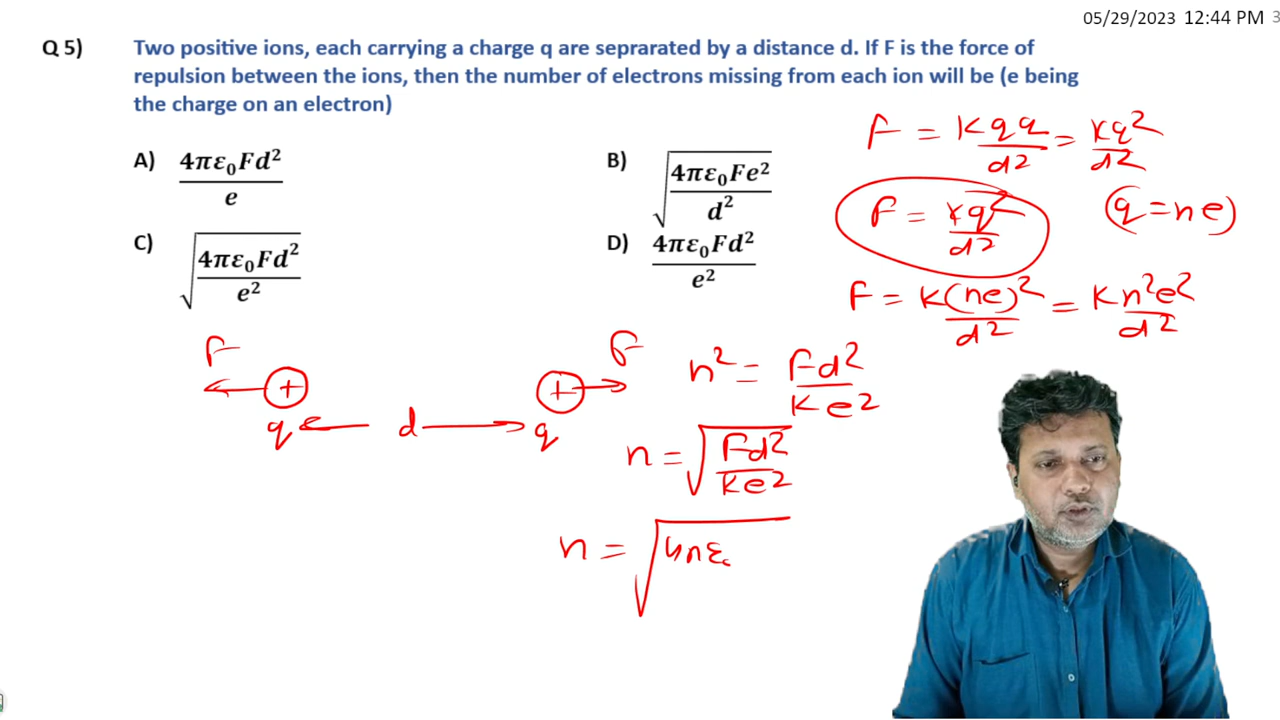 05/29/2023 12:44 PM 3
Q 5) Two positive ions, each carrying a charge q are seprarated by a distance d. If F is the force of
repulsion between the ions, then the number of electrons missing from each ion will be (e being
the charge on an electron)
A) 4πε₀Fd² / e
B) √(4πε₀Fe² / d²)
C) √(4πε₀Fd² / e²)
D) 4πε₀Fd² / e²
F = Kqq / d² = Kq² / d²
F = Kq² / d² (q = ne)
F = K(ne)² / d² = Kn²e² / d²
F F
+ +
q d q
n² = Fd² / Ke²
n = √(Fd² / Ke²)
n = √4πε₀